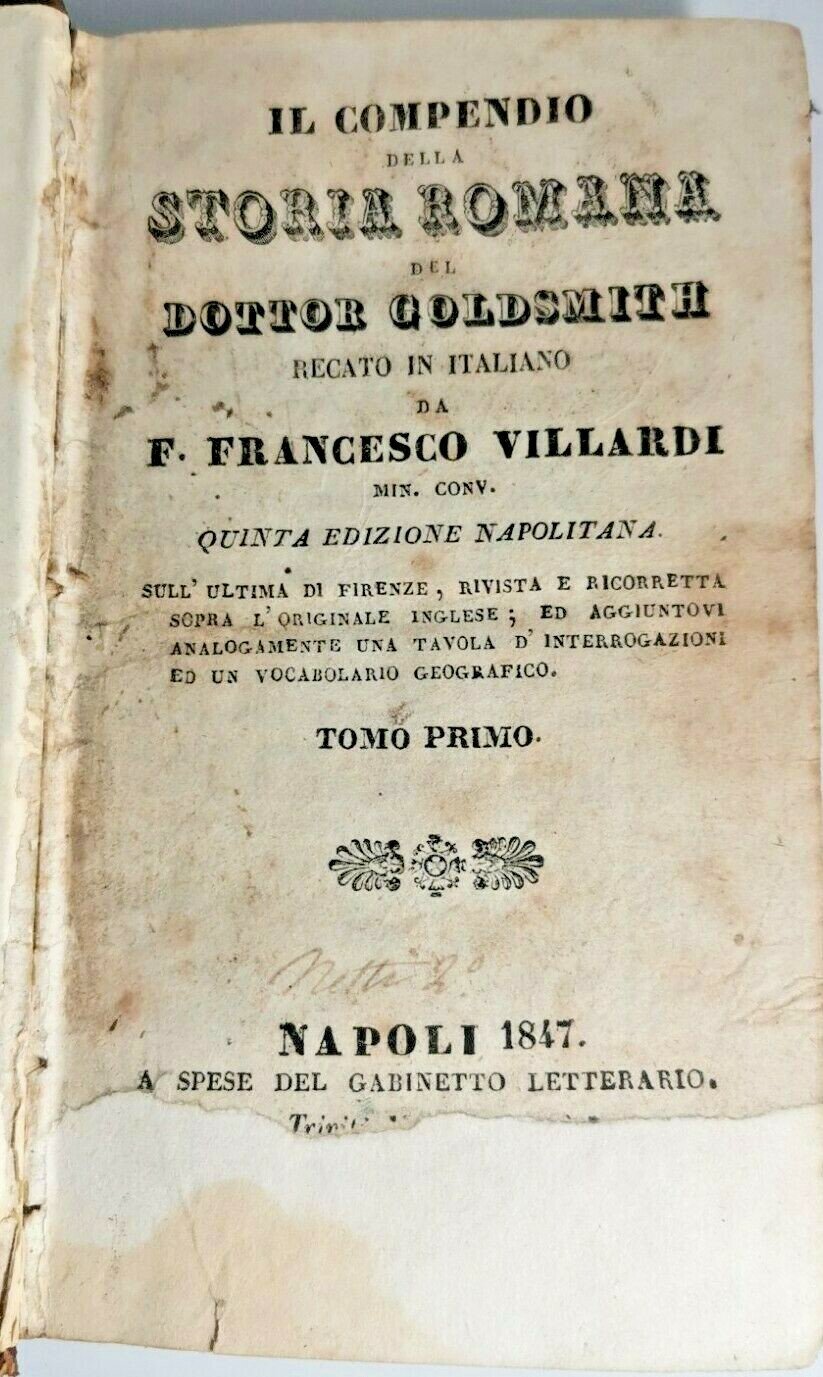 IL COMPENDIO
DELLA
STORIA ROMANA
DEL
DOTTOR GOLDSMITH
RECATO IN ITALIANO
DA
F. FRANCESCO VILLARDI
MIN. CONV.
QUINTA EDIZIONE NAPOLITANA.
SULL' ULTIMA DI FIRENZE, RIVISTA E RICORRETTA
SOPRA L'ORIGINALE INGLESE; ED AGGIUNTOVI
ANALOGAMENTE UNA TAVOLA D' INTERROGAZIONI
ED UN VOCABOLARIO GEOGRAFICO.
TOMO PRIMO.
NAPOLI 1847.
A SPESE DEL GABINETTO LETTERARIO.